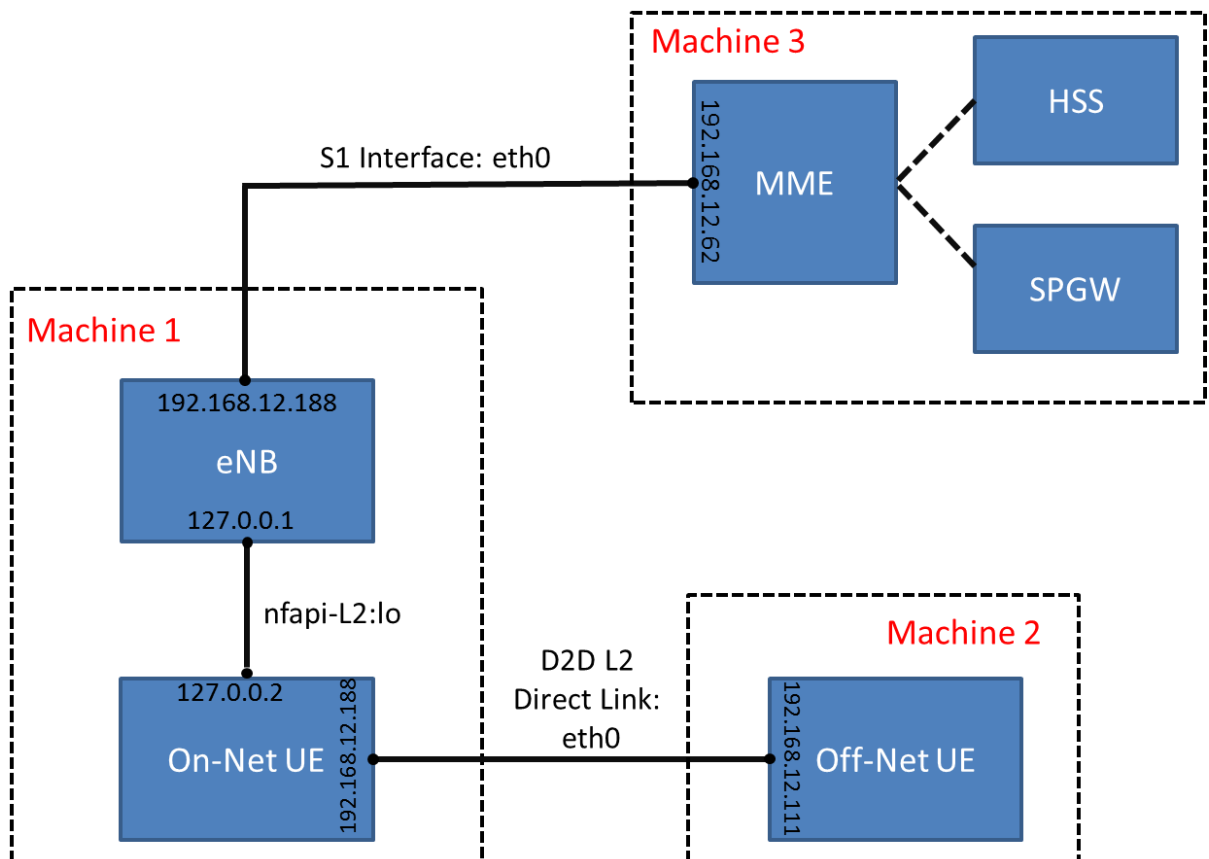 Machine 3
HSS
192.168.12.62
MME
S1 Interface: eth0
SPGW
Machine 1
192.168.12.188
eNB
127.0.0.1
nfapi-L2:lo
Machine 2
D2D L2
Direct Link:
eth0
127.0.0.2
192.168.12.188
On-Net UE
192.168.12.111
Off-Net UE